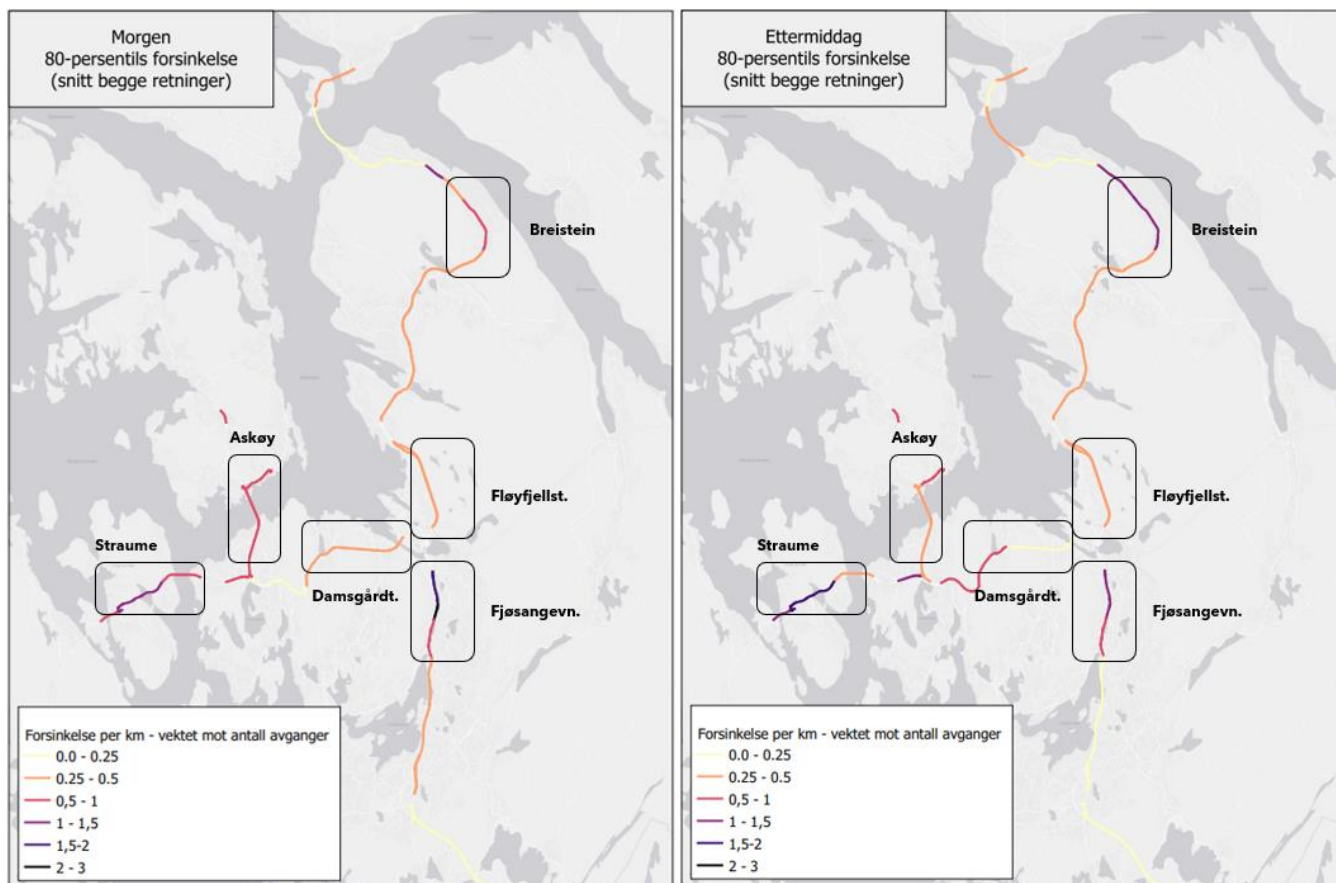 Morgen
80-persentils forsinkelse
(snitt begge retninger)
Breistein
Askøy
Fløyfjellst.
Straume
Damsgårdt.
Fjøsangevn.
Forsinkelse per km - vektet mot antall avganger
0.0 - 0.25
0.25 - 0.5
0,5 - 1
1 - 1,5
1,5-2
2 - 3
Ettermiddag
80-persentils forsinkelse
(snitt begge retninger)
Breistein
Askøy
Fløyfjellst.
Straume
Damsgårdt.
Fjøsangevn.
Forsinkelse per km - vektet mot antall avganger
0.0 - 0.25
0.25 - 0.5
0,5 - 1
1 - 1,5
1,5-2
2 - 3